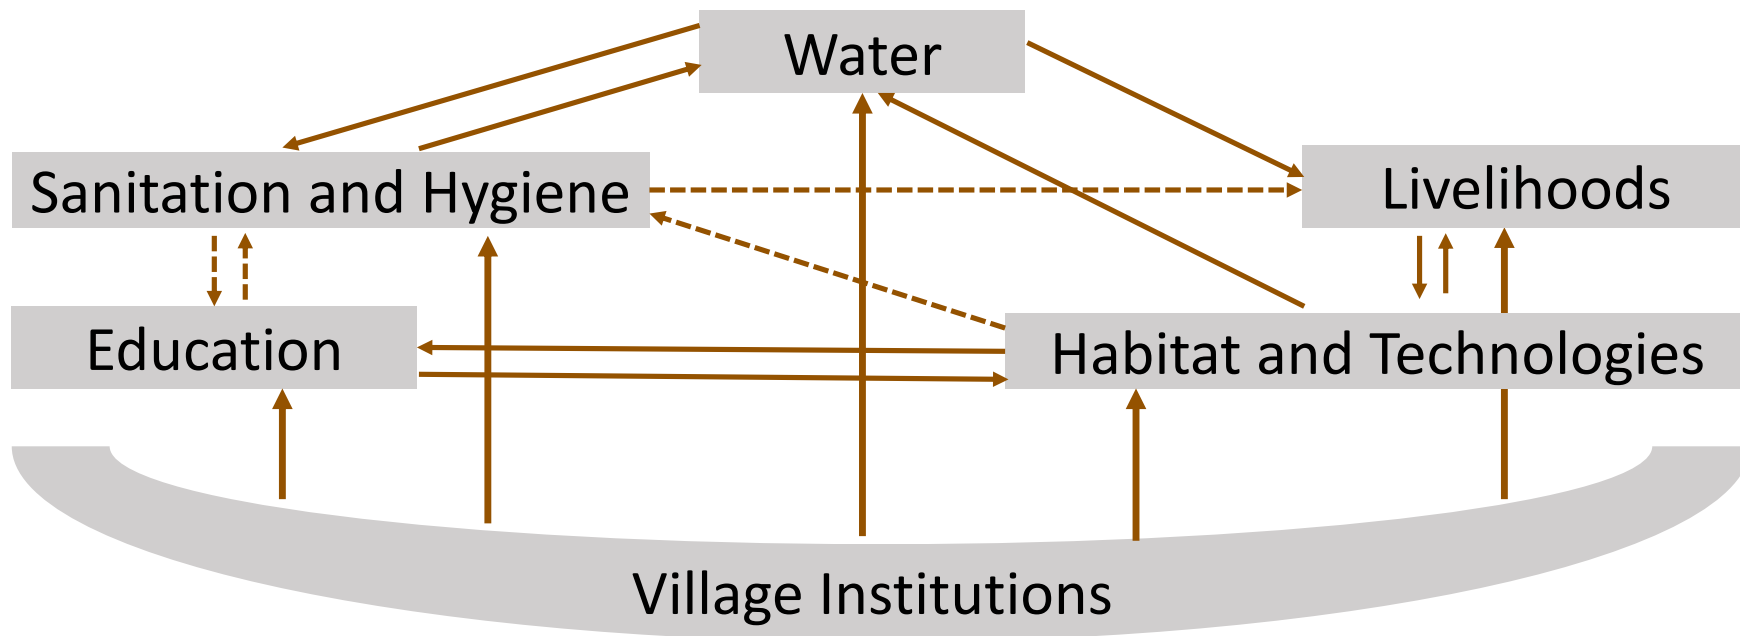 Water
Sanitation and Hygiene
Livelihoods
Education
Habitat and Technologies
Village Institutions